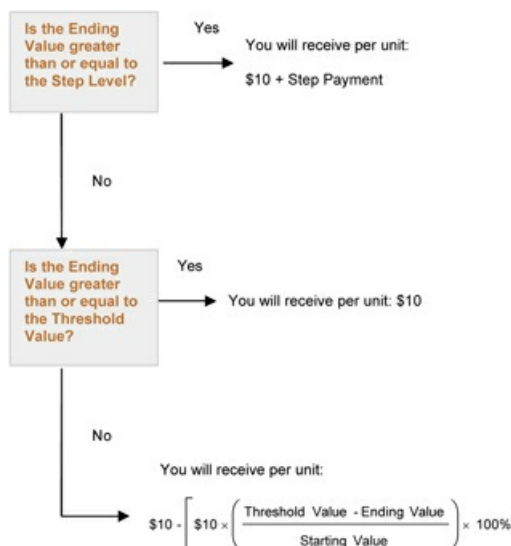 Is the Ending
Value greater
than or equal to
the Step Level?
Yes
You will receive per unit:
$10 + Step Payment
No
Is the Ending
Value greater
than or equal to
the Threshold
Value?
Yes
You will receive per unit: $10
No
You will receive per unit:
$10 - [ $10 × ( Threshold Value - Ending Value
Starting Value ) × 100%